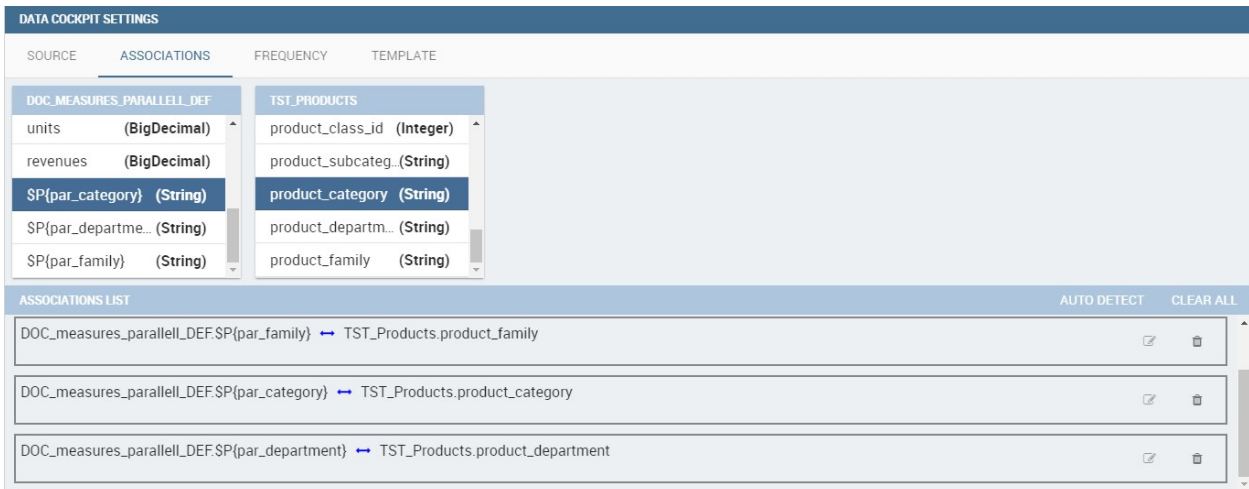 DATA COCKPIT SETTINGS
SOURCE ASSOCIATIONS FREQUENCY TEMPLATE
DOC_MEASURES_PARALLELL_DEF
units (BigDecimal)
revenues (BigDecimal)
$P{par_category} (String)
$P{par_departme... (String)
$P{par_family} (String)
TST_PRODUCTS
product_class_id (Integer)
product_subcateg...(String)
product_category (String)
product_departm... (String)
product_family (String)
ASSOCIATIONS LIST AUTO DETECT CLEAR ALL
DOC_measures_parallell_DEF.$P{par_family} ↔ TST_Products.product_family
DOC_measures_parallell_DEF.$P{par_category} ↔ TST_Products.product_category
DOC_measures_parallell_DEF.$P{par_department} ↔ TST_Products.product_department